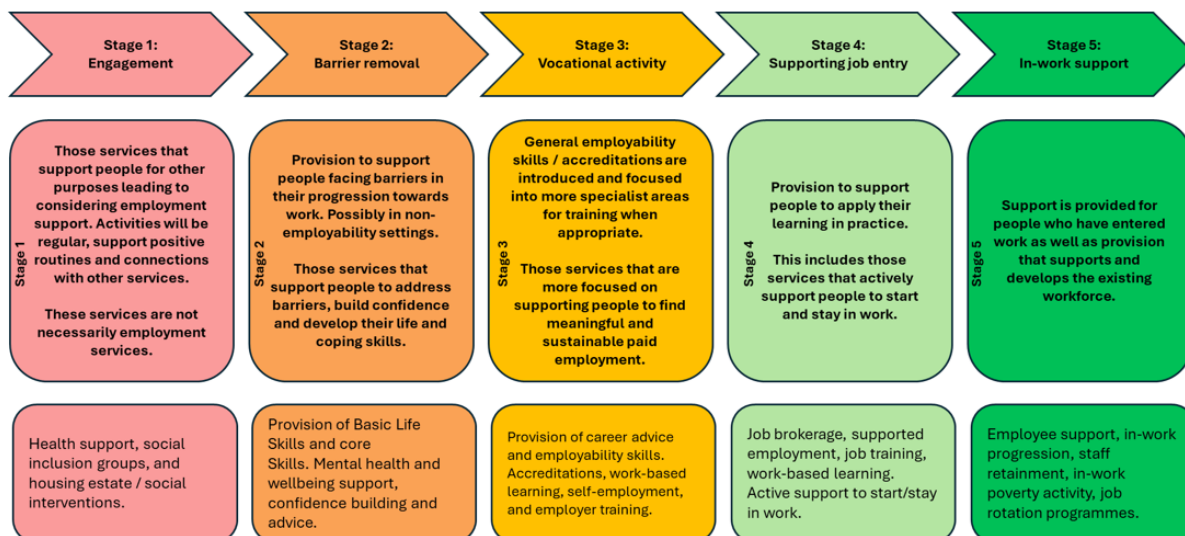 Stage 1:
Engagement
Stage 2:
Barrier removal
Stage 3:
Vocational activity
Stage 4:
Supporting job entry
Stage 5:
In-work support
Stage 1
Those services that
support people for other
purposes leading to
considering employment
support. Activities will be
regular, support positive
routines and connections
with other services.
These services are not
necessarily employment
services.
Stage 2
Provision to support
people facing barriers in
their progression towards
work. Possibly in non-
employability settings.
Those services that
support people to address
barriers, build confidence
and develop their life and
coping skills.
Stage 3
General employability
skills / accreditations are
introduced and focused
into more specialist areas
for training when
appropriate.
Those services that are
more focused on
supporting people to find
meaningful and
sustainable paid
employment.
Stage 4
Provision to support
people to apply their
learning in practice.
This includes those
services that actively
support people to start
and stay in work.
Stage 5
Support is provided for
people who have entered
work as well as provision
that supports and
develops the existing
workforce.
Health support, social
inclusion groups, and
housing estate / social
interventions.
Provision of Basic Life
Skills and core
Skills. Mental health and
wellbeing support,
confidence building and
advice.
Provision of career advice
and employability skills.
Accreditations, work-based
learning, self-employment,
and employer training.
Job brokerage, supported
employment, job training,
work-based learning.
Active support to start/stay
in work.
Employee support, in-work
progression, staff
retainment, in-work
poverty activity, job
rotation programmes.